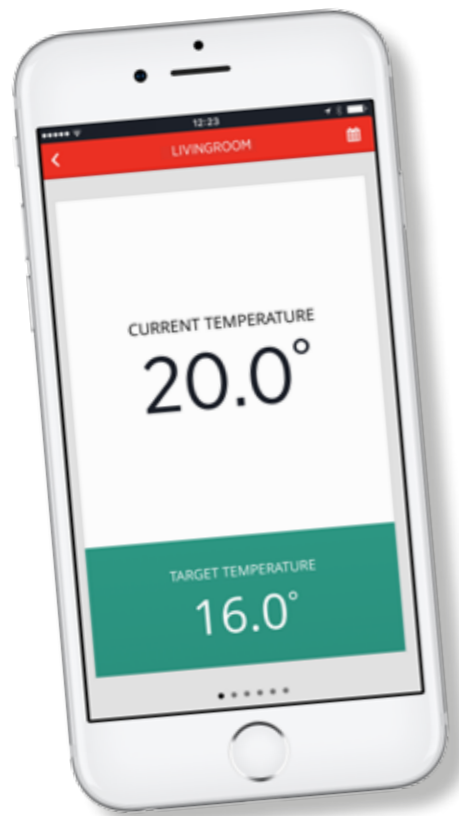 12:23
LIVINGROOM
CURRENT TEMPERATURE
20.0°
TARGET TEMPERATURE
16.0°